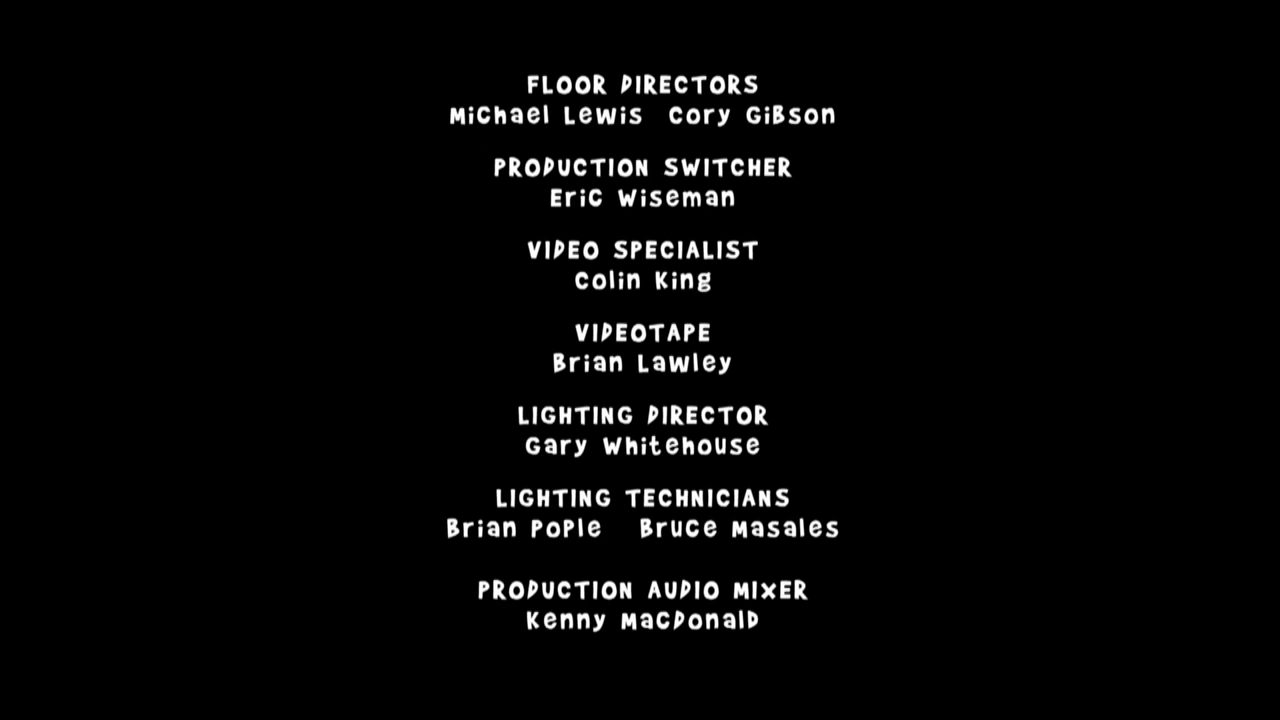 FLOOR DIRECTORS
Michael Lewis Cory Gibson
PRODUCTION SWITCHER
Eric Wiseman
VIDEO SPECIALIST
Colin King
VIDEOTAPE
Brian Lawley
LIGHTING DIRECTOR
Gary Whitehouse
LIGHTING TECHNICIANS
Brian Pople Bruce Masales
PRODUCTION AUDIO MIXER
Kenny MacDonald